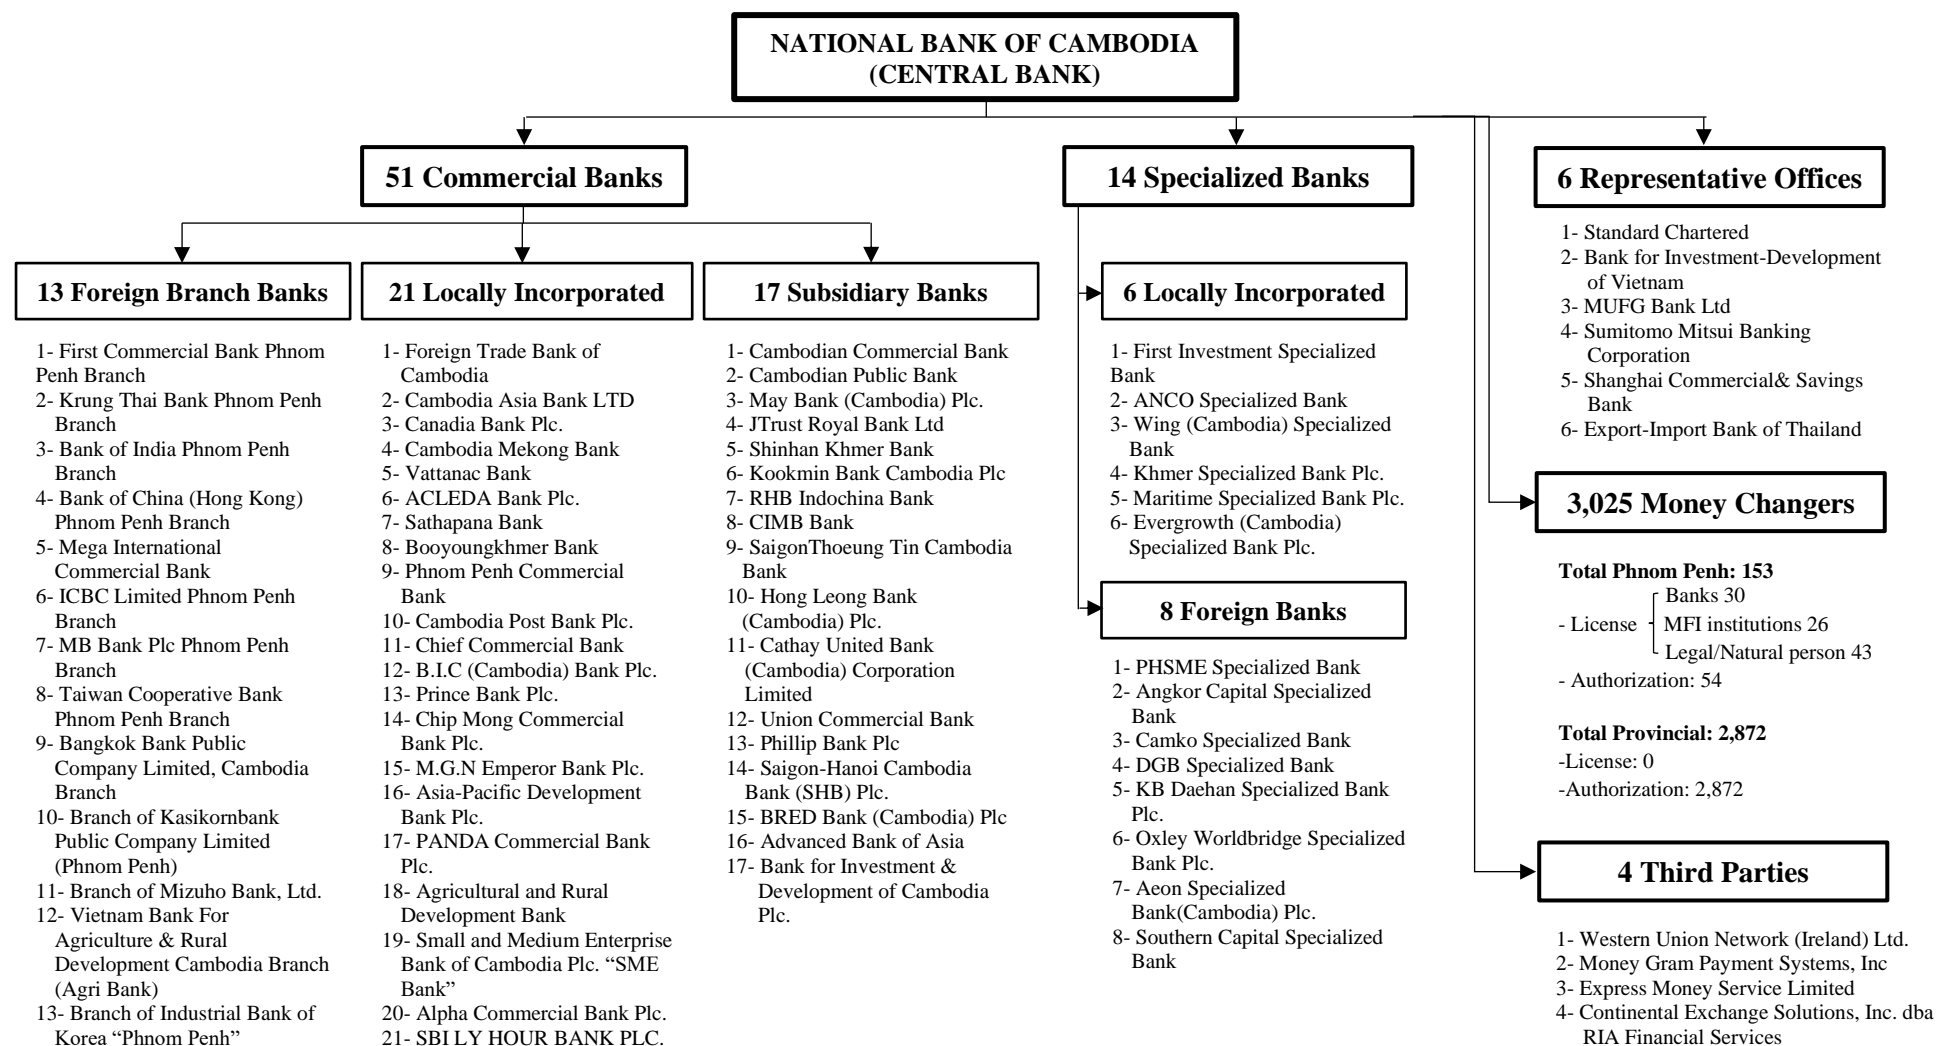 NATIONAL BANK OF CAMBODIA
(CENTRAL BANK)
51 Commercial Banks
13 Foreign Branch Banks
1- First Commercial Bank Phnom
Penh Branch
2- Krung Thai Bank Phnom Penh
Branch
3- Bank of India Phnom Penh
Branch
4- Bank of China (Hong Kong)
Phnom Penh Branch
5- Mega International
Commercial Bank
6- ICBC Limited Phnom Penh
Branch
7- MB Bank Plc Phnom Penh
Branch
8- Taiwan Cooperative Bank
Phnom Penh Branch
9- Bangkok Bank Public
Company Limited, Cambodia
Branch
10- Branch of Kasikornbank
Public Company Limited
(Phnom Penh)
11- Branch of Mizuho Bank, Ltd.
12- Vietnam Bank For
Agriculture & Rural
Development Cambodia Branch
(Agri Bank)
13- Branch of Industrial Bank of
Korea “Phnom Penh”
21 Locally Incorporated
1- Foreign Trade Bank of
Cambodia
2- Cambodia Asia Bank LTD
3- Canadia Bank Plc.
4- Cambodia Mekong Bank
5- Vattanac Bank
6- ACLEDA Bank Plc.
7- Sathapana Bank
8- Booyoungkhmer Bank
9- Phnom Penh Commercial
Bank
10- Cambodia Post Bank Plc.
11- Chief Commercial Bank
12- B.I.C (Cambodia) Bank Plc.
13- Prince Bank Plc.
14- Chip Mong Commercial
Bank Plc.
15- M.G.N Emperor Bank Plc.
16- Asia-Pacific Development
Bank Plc.
17- PANDA Commercial Bank
Plc.
18- Agricultural and Rural
Development Bank
19- Small and Medium Enterprise
Bank of Cambodia Plc. “SME
Bank”
20- Alpha Commercial Bank Plc.
21- SBI LY HOUR BANK PLC.
17 Subsidiary Banks
1- Cambodian Commercial Bank
2- Cambodian Public Bank
3- May Bank (Cambodia) Plc.
4- JTrust Royal Bank Ltd
5- Shinhan Khmer Bank
6- Kookmin Bank Cambodia Plc
7- RHB Indochina Bank
8- CIMB Bank
9- SaigonThoeung Tin Cambodia
Bank
10- Hong Leong Bank
(Cambodia) Plc.
11- Cathay United Bank
(Cambodia) Corporation
Limited
12- Union Commercial Bank
13- Phillip Bank Plc
14- Saigon-Hanoi Cambodia
Bank (SHB) Plc.
15- BRED Bank (Cambodia) Plc
16- Advanced Bank of Asia
17- Bank for Investment &
Development of Cambodia
Plc.
14 Specialized Banks
6 Locally Incorporated
1- First Investment Specialized
Bank
2- ANCO Specialized Bank
3- Wing (Cambodia) Specialized
Bank
4- Khmer Specialized Bank Plc.
5- Maritime Specialized Bank Plc.
6- Evergrowth (Cambodia)
Specialized Bank Plc.
8 Foreign Banks
1- PHSME Specialized Bank
2- Angkor Capital Specialized
Bank
3- Camko Specialized Bank
4- DGB Specialized Bank
5- KB Daehan Specialized Bank
Plc.
6- Oxley Worldbridge Specialized
Bank Plc.
7- Aeon Specialized
Bank(Cambodia) Plc.
8- Southern Capital Specialized
Bank
6 Representative Offices
1- Standard Chartered
2- Bank for Investment-Development
of Vietnam
3- MUFG Bank Ltd
4- Sumitomo Mitsui Banking
Corporation
5- Shanghai Commercial& Savings
Bank
6- Export-Import Bank of Thailand
3,025 Money Changers
Total Phnom Penh: 153
Banks 30
- License MFI institutions 26
Legal/Natural person 43
- Authorization: 54
Total Provincial: 2,872
-License: 0
-Authorization: 2,872
4 Third Parties
1- Western Union Network (Ireland) Ltd.
2- Money Gram Payment Systems, Inc
3- Express Money Service Limited
4- Continental Exchange Solutions, Inc. dba
RIA Financial Services